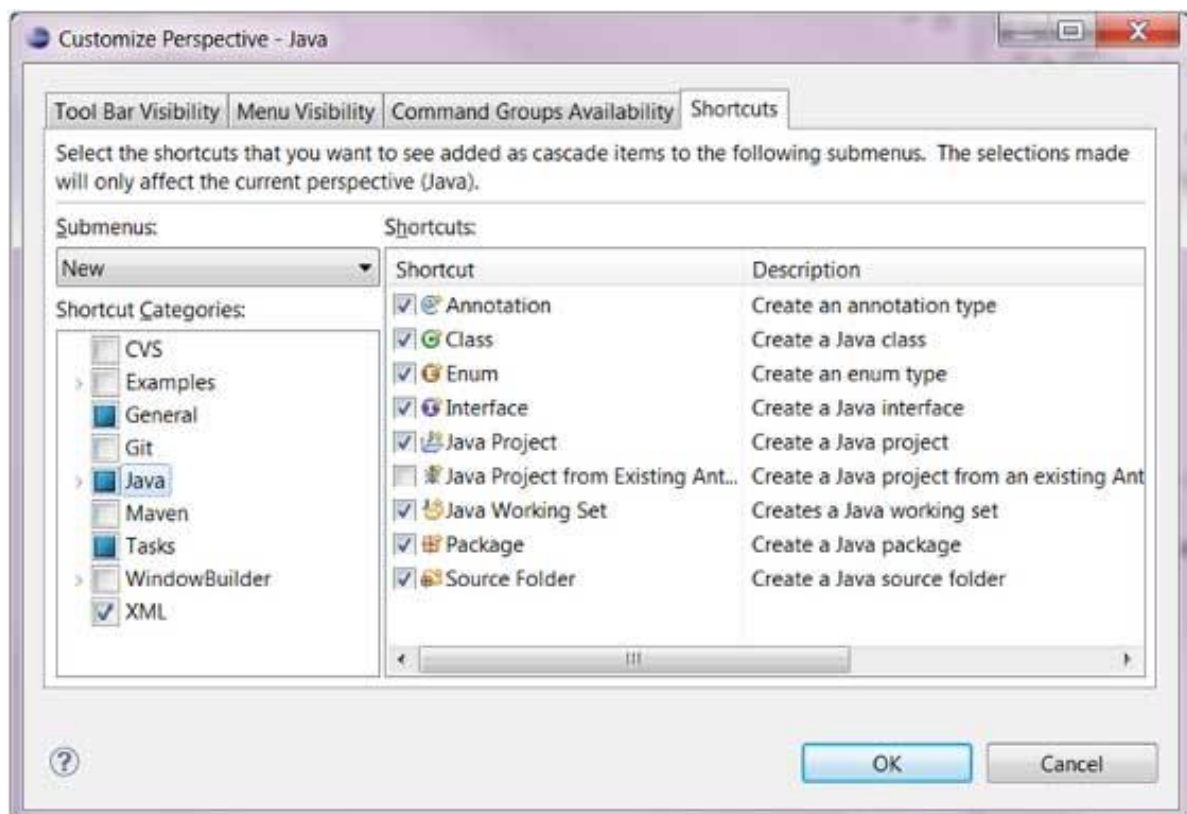 Customize Perspective - Java
Tool Bar Visibility Menu Visibility Command Groups Availability Shortcuts
Select the shortcuts that you want to see added as cascade items to the following submenus. The selections made
will only affect the current perspective (Java).
Submenus:
New
Shortcut Categories:
CVS
Examples
General
Git
Java
Maven
Tasks
WindowBuilder
XML
Shortcuts:
Shortcut Description
Annotation Create an annotation type
Class Create a Java class
Enum Create an enum type
Interface Create a Java interface
Java Project Create a Java project
Java Project from Existing Ant... Create a Java project from an existing Ant
Java Working Set Creates a Java working set
Package Create a Java package
Source Folder Create a Java source folder
OK Cancel